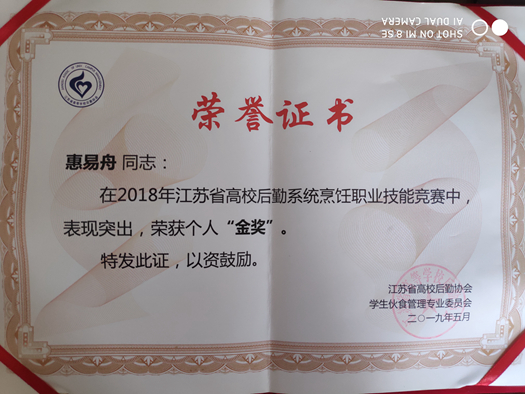 SHOT ON MI 8 SE
AI DUAL CAMERA
荣誉证书
惠易舟 同志：
在2018年江苏省高校后勤系统烹饪职业技能竞赛中，
表现突出，荣获个人“金奖”。
特发此证，以资鼓励。
江苏省高校后勤协会
学生伙食管理专业委员会
二〇一九年五月